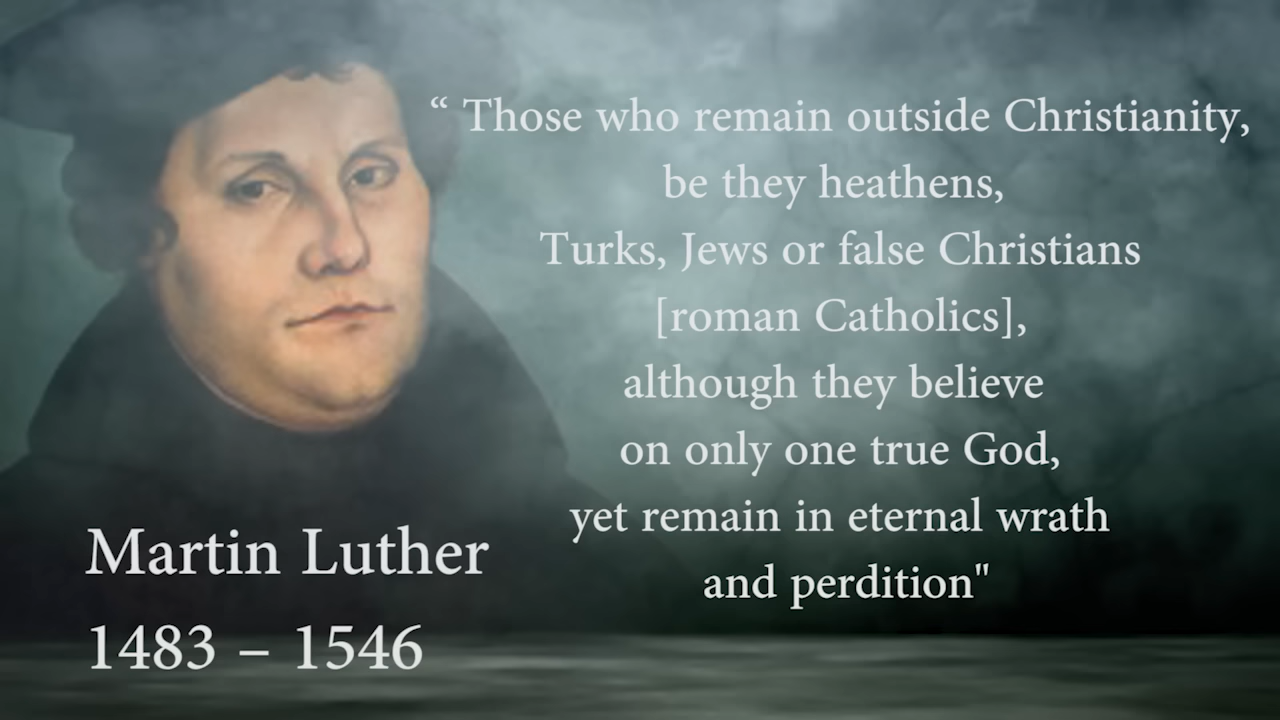 “ Those who remain outside Christianity,
be they heathens,
Turks, Jews or false Christians
[roman Catholics],
although they believe
on only one true God,
yet remain in eternal wrath
and perdition"
Martin Luther
1483 – 1546